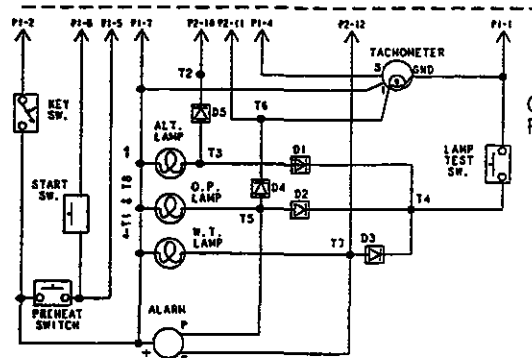 P1-2 P1-6 P1-5 P1-7 P2-10 P2-11 P1-4 P2-12 P1-1
TACHOMETER
S GND
I
T2
KEY
SW.
D5
T6
ALT.
LAMP
T3 D1
LAMP
TEST
SW.
START
SW.
D4
O.P.
LAMP
T5 D2
T4
W.T.
LAMP
T7 D3
PREHEAT
SWITCH
ALARM
P
+